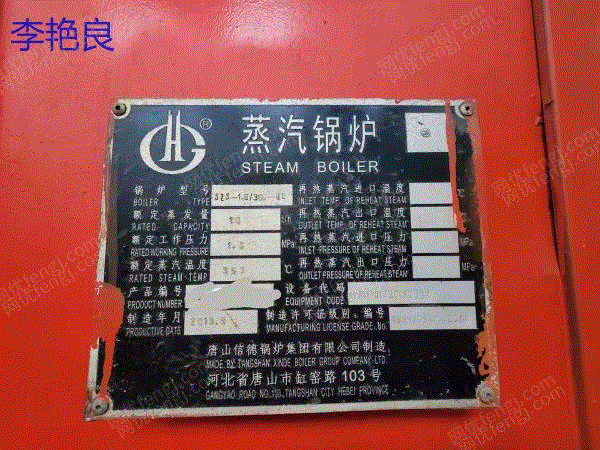 李艳良
®
蒸汽锅炉
STEAM BOILER
锅炉型号
BOILER TYPE
额定蒸发量 10 t/h
RATED CAPACITY
额定工作压力 MPa
RATED WORKING PRESSURE
额定蒸汽温度 ℃
RATED STEAM TEMP
产品编号
PRODUCT NUMBER
制造年月
PRODUCTIVE DATE
再热蒸汽进口温度 ℃
INLET TEMP. OF REHEAT STEAM
再热蒸汽出口温度 ℃
OUTLET TEMP. OF REHEAT STEAM
再热蒸汽进口压力 MPa
INLET PRESSURE OF REHEAT STEAM
再热蒸汽出口压力 MPa
OUTLET PRESSURE OF REHEAT STEAM
设备代码
EQUIPMENT CODE
制造许可证级别、编号
MANUFACTURING LICENSE GRADE. No
唐山信德锅炉集团有限公司制造
MADE BY TANGSHAN XINDE BOILER GROUP COMPANY.LTD
河北省唐山市缸窑路103号
GANGYAO ROAD NO.103,TANGSHAN CITY HEBEI PROVINCE